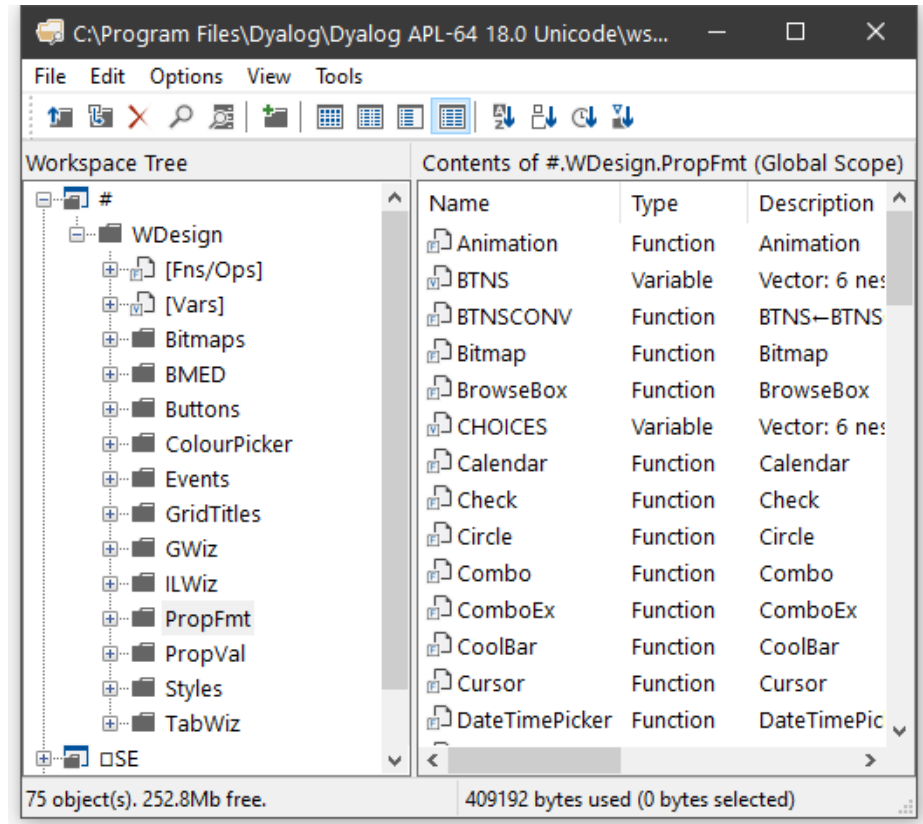 C:\Program Files\Dyalog\Dyalog APL-64 18.0 Unicode\ws...
File Edit Options View Tools
Workspace Tree
#
WDesign
[Fns/Ops]
[Vars]
Bitmaps
BMED
Buttons
ColourPicker
Events
GridTitles
GWiz
ILWiz
PropFmt
PropVal
Styles
TabWiz
⎕SE
Contents of #.WDesign.PropFmt (Global Scope)
Name Type Description
Animation Function Animation
BTNS Variable Vector: 6 nes
BTNSCONV Function BTNS←BTNS
Bitmap Function Bitmap
BrowseBox Function BrowseBox
CHOICES Variable Vector: 6 nes
Calendar Function Calendar
Check Function Check
Circle Function Circle
Combo Function Combo
ComboEx Function ComboEx
CoolBar Function CoolBar
Cursor Function Cursor
DateTimePicker Function DateTimePic
75 object(s). 252.8Mb free.
409192 bytes used (0 bytes selected)